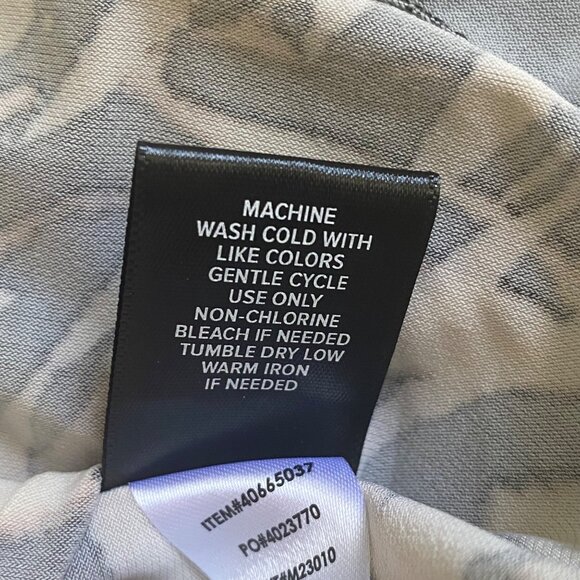 MACHINE
WASH COLD WITH
LIKE COLORS
GENTLE CYCLE
USE ONLY
NON-CHLORINE
BLEACH IF NEEDED
TUMBLE DRY LOW
WARM IRON
IF NEEDED
ITEM#40665037
PO#4023770
#M23010